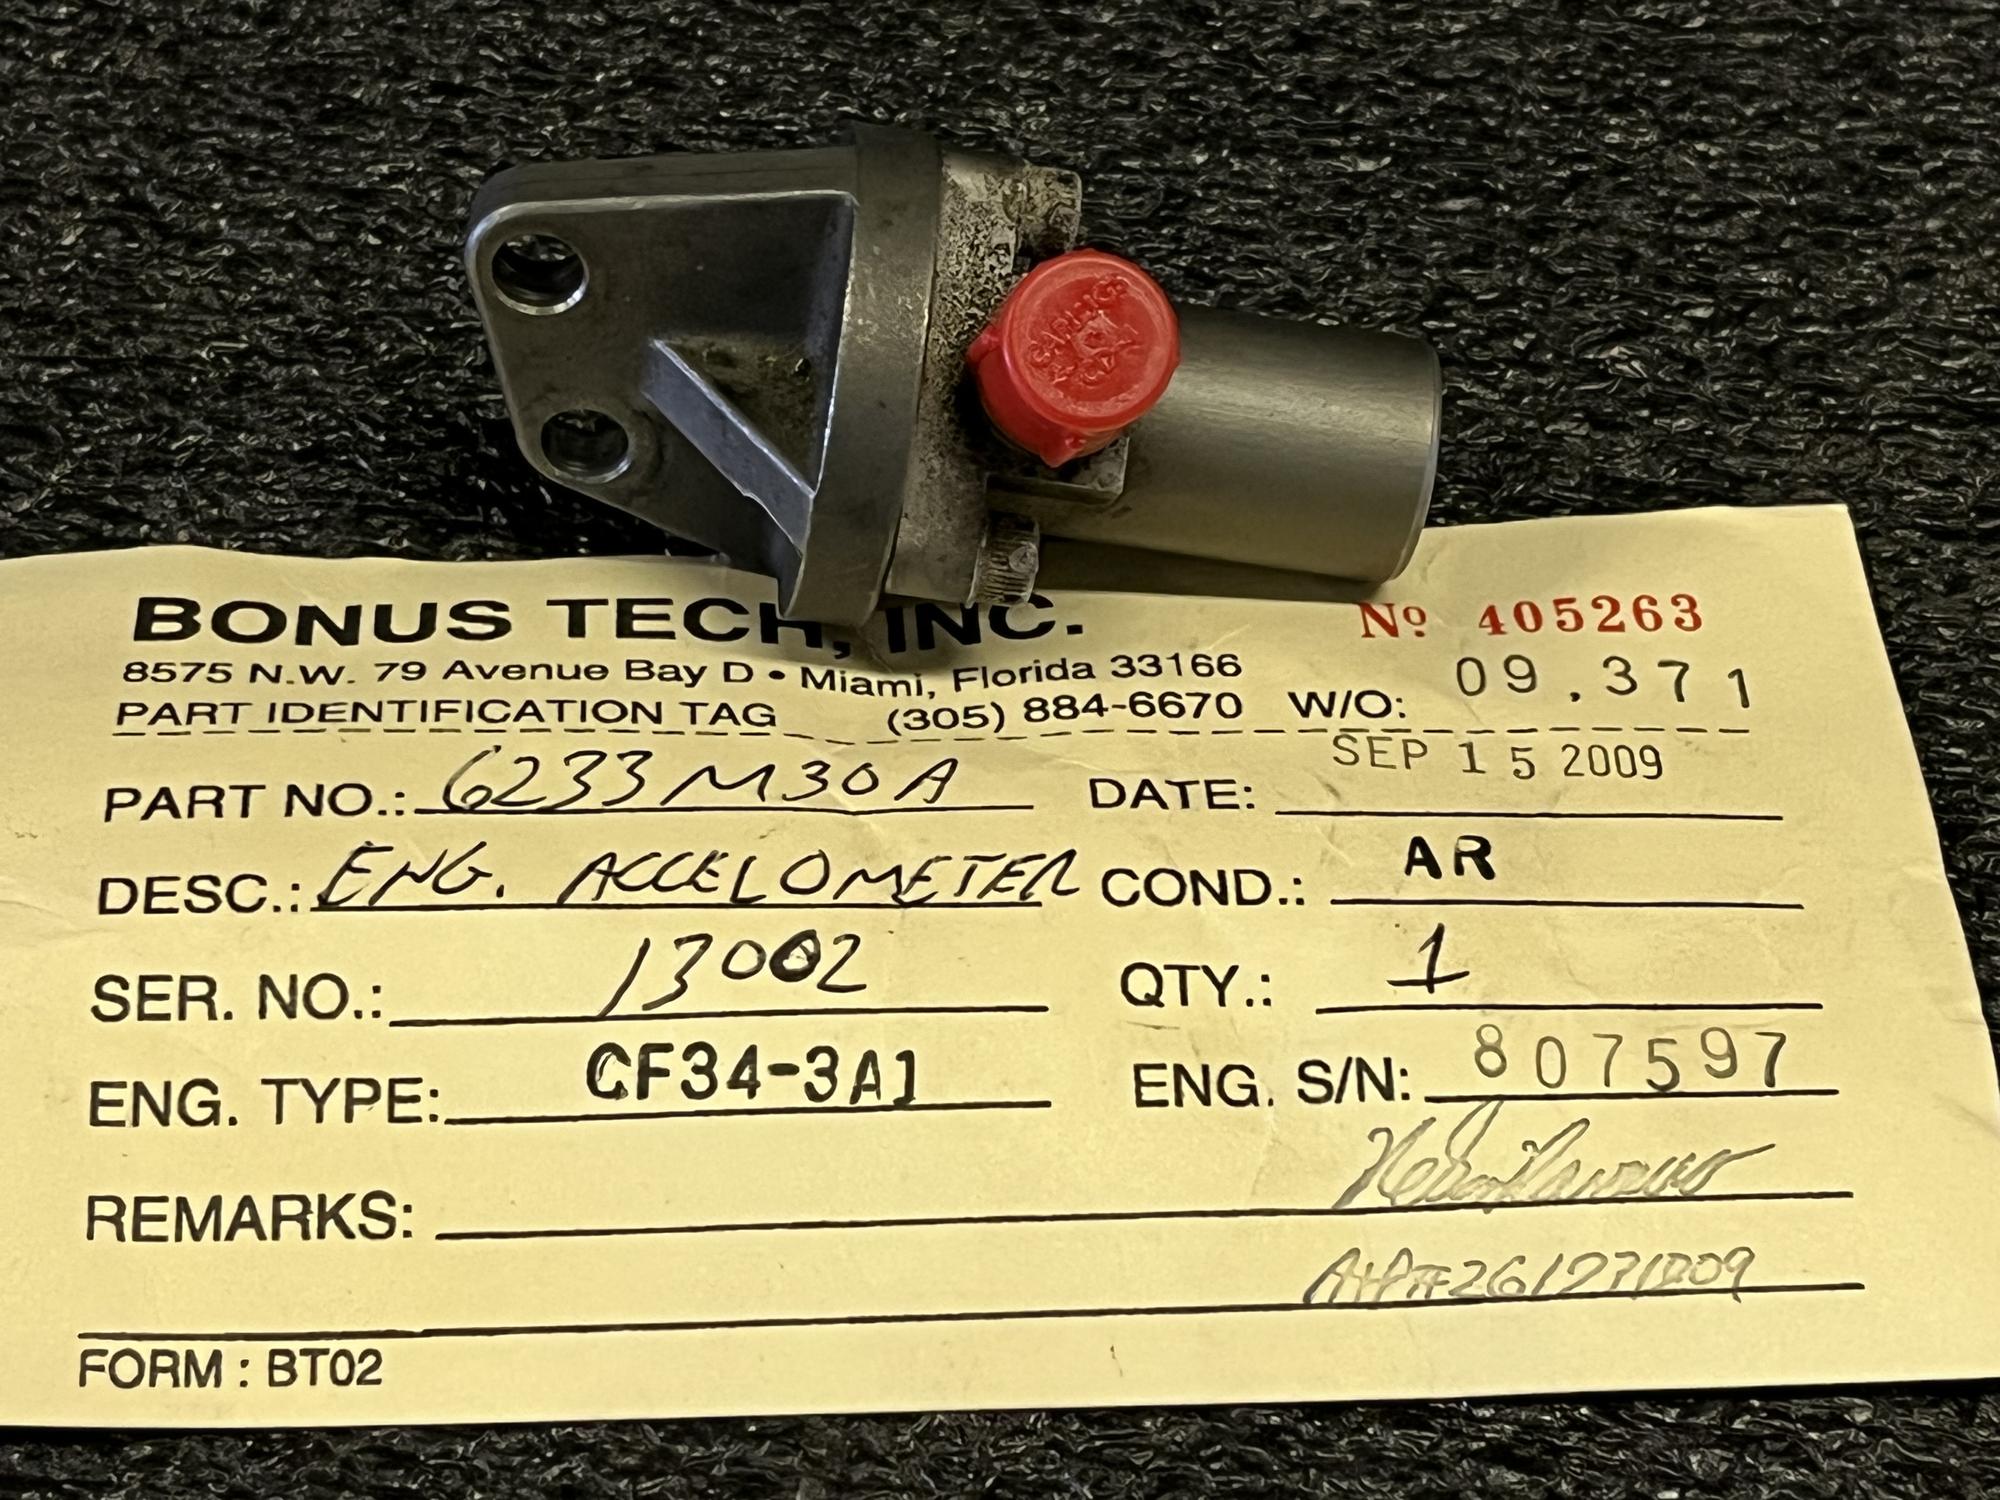 BONUS TECH, INC.
Nº 405263
8575 N.W. 79 Avenue Bay D • Miami, Florida 33166
PART IDENTIFICATION TAG (305) 884-6670 W/O: 09.371
PART NO.: 6233M30A DATE: SEP 15 2009
DESC.: ENG. ACCELOMETER COND.: AR
SER. NO.: 13002 QTY.: 1
ENG. TYPE: CF34-3A1 ENG. S/N: 807597
REMARKS:
A+P#261271809
FORM : BT02